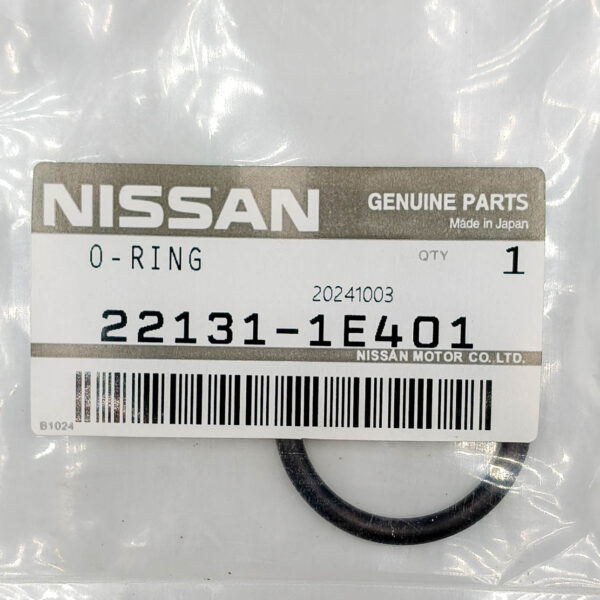 NISSAN
GENUINE PARTS
Made in Japan
O-RING QTY 1
20241003
22131-1E401
NISSAN MOTOR CO.LTD.
B1024